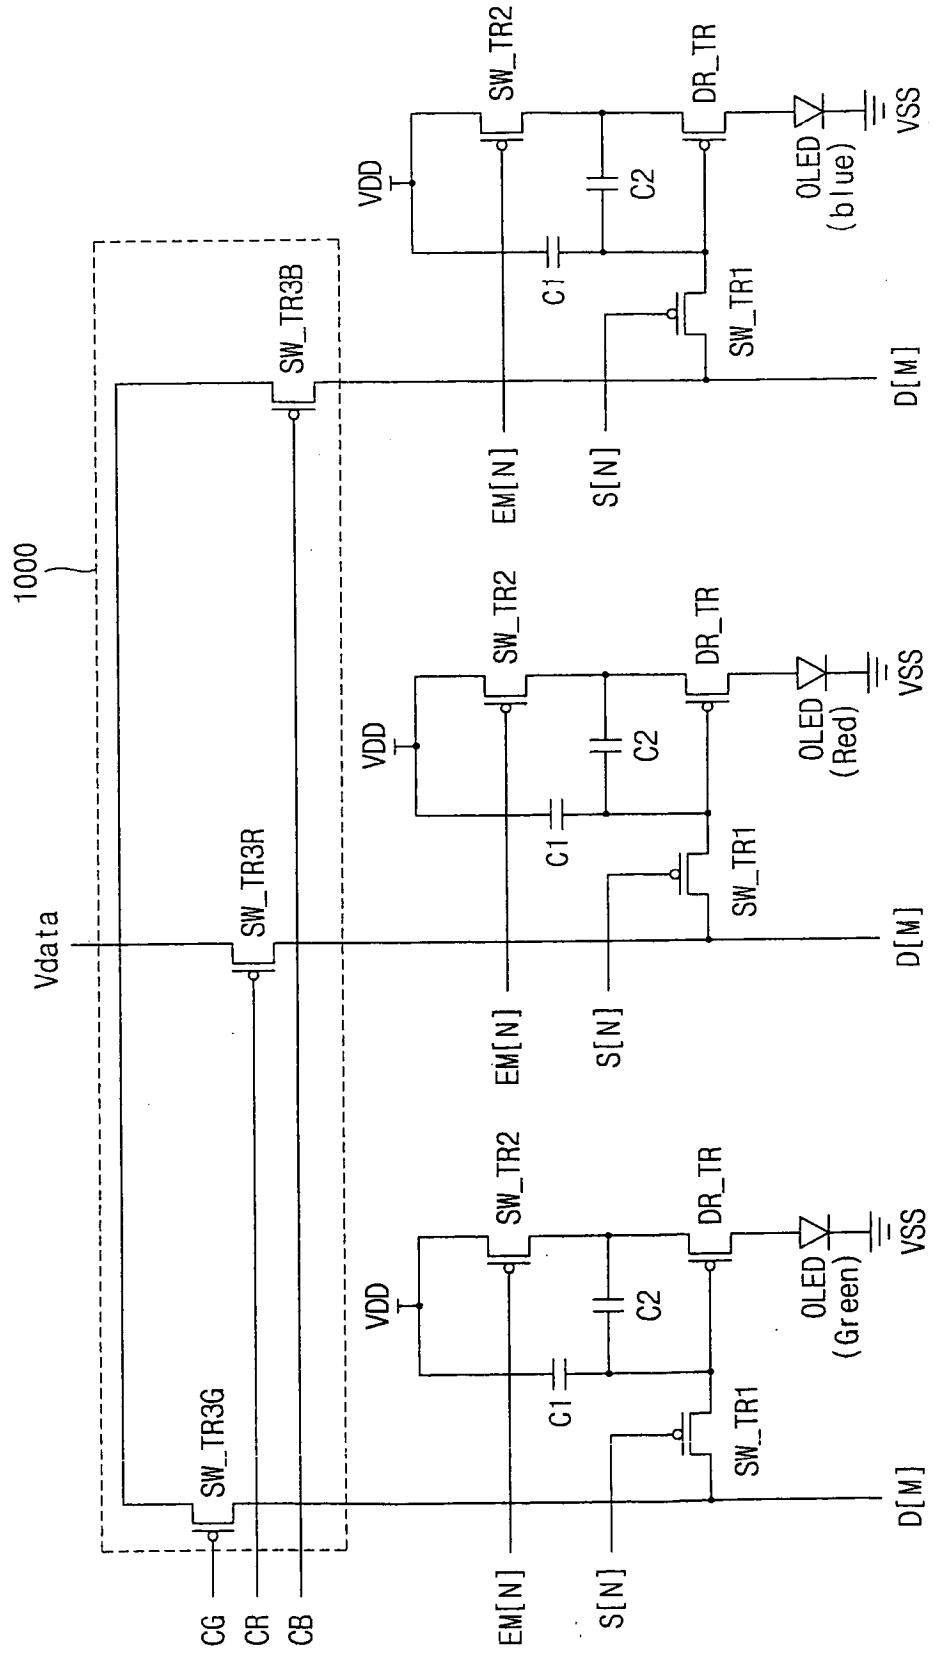 1000
Vdata
CG
CR
CB
SW_TR3G
SW_TR3R
SW_TR3B
VDD
VDD
VDD
SW_TR2
SW_TR2
SW_TR2
C1
C1
C1
EM[N]
EM[N]
EM[N]
C2
C2
C2
S[N]
S[N]
S[N]
SW_TR1
DR_TR
SW_TR1
DR_TR
SW_TR1
DR_TR
OLED
(Green)
OLED
(Red)
OLED
(blue)
D[M]
VSS
D[M]
VSS
D[M]
VSS